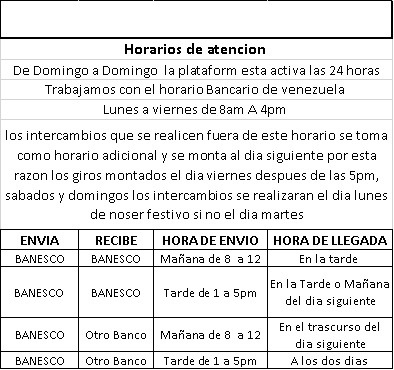 Horarios de atencion
De Domingo a Domingo la plataform esta activa las 24 horas
Trabajamos con el horario Bancario de venezuela
Lunes a viernes de 8am A 4pm
los intercambios que se realicen fuera de este horario se toma
como horario adicional y se monta al dia siguiente por esta
razon los giros montados el dia viernes despues de las 5pm,
sabados y domingos los intercambios se realizaran el dia lunes
de noser festivo si no el dia martes
ENVIA RECIBE HORA DE ENVIO HORA DE LLEGADA
BANESCO BANESCO Mañana de 8 a 12 En la tarde
BANESCO BANESCO Tarde de 1 a 5pm En la Tarde o Mañana
del dia siguiente
BANESCO Otro Banco Mañana de 8 a 12 En el trascurso del
dia siguiente
BANESCO Otro Banco Tarde de 1 a 5pm A los dos dias